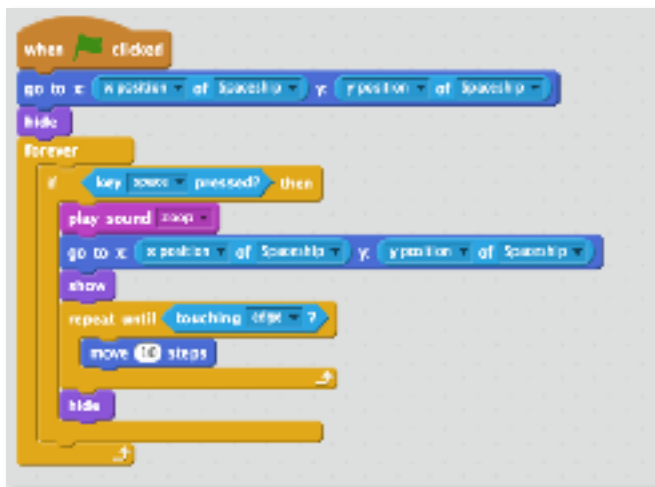 when clicked
go to x: x position of Spaceship y: y position of Spaceship
hide
forever
if key space pressed? then
play sound zoop
go to x: x position of Spaceship y: y position of Spaceship
show
repeat until touching edge ?
move 10 steps
hide